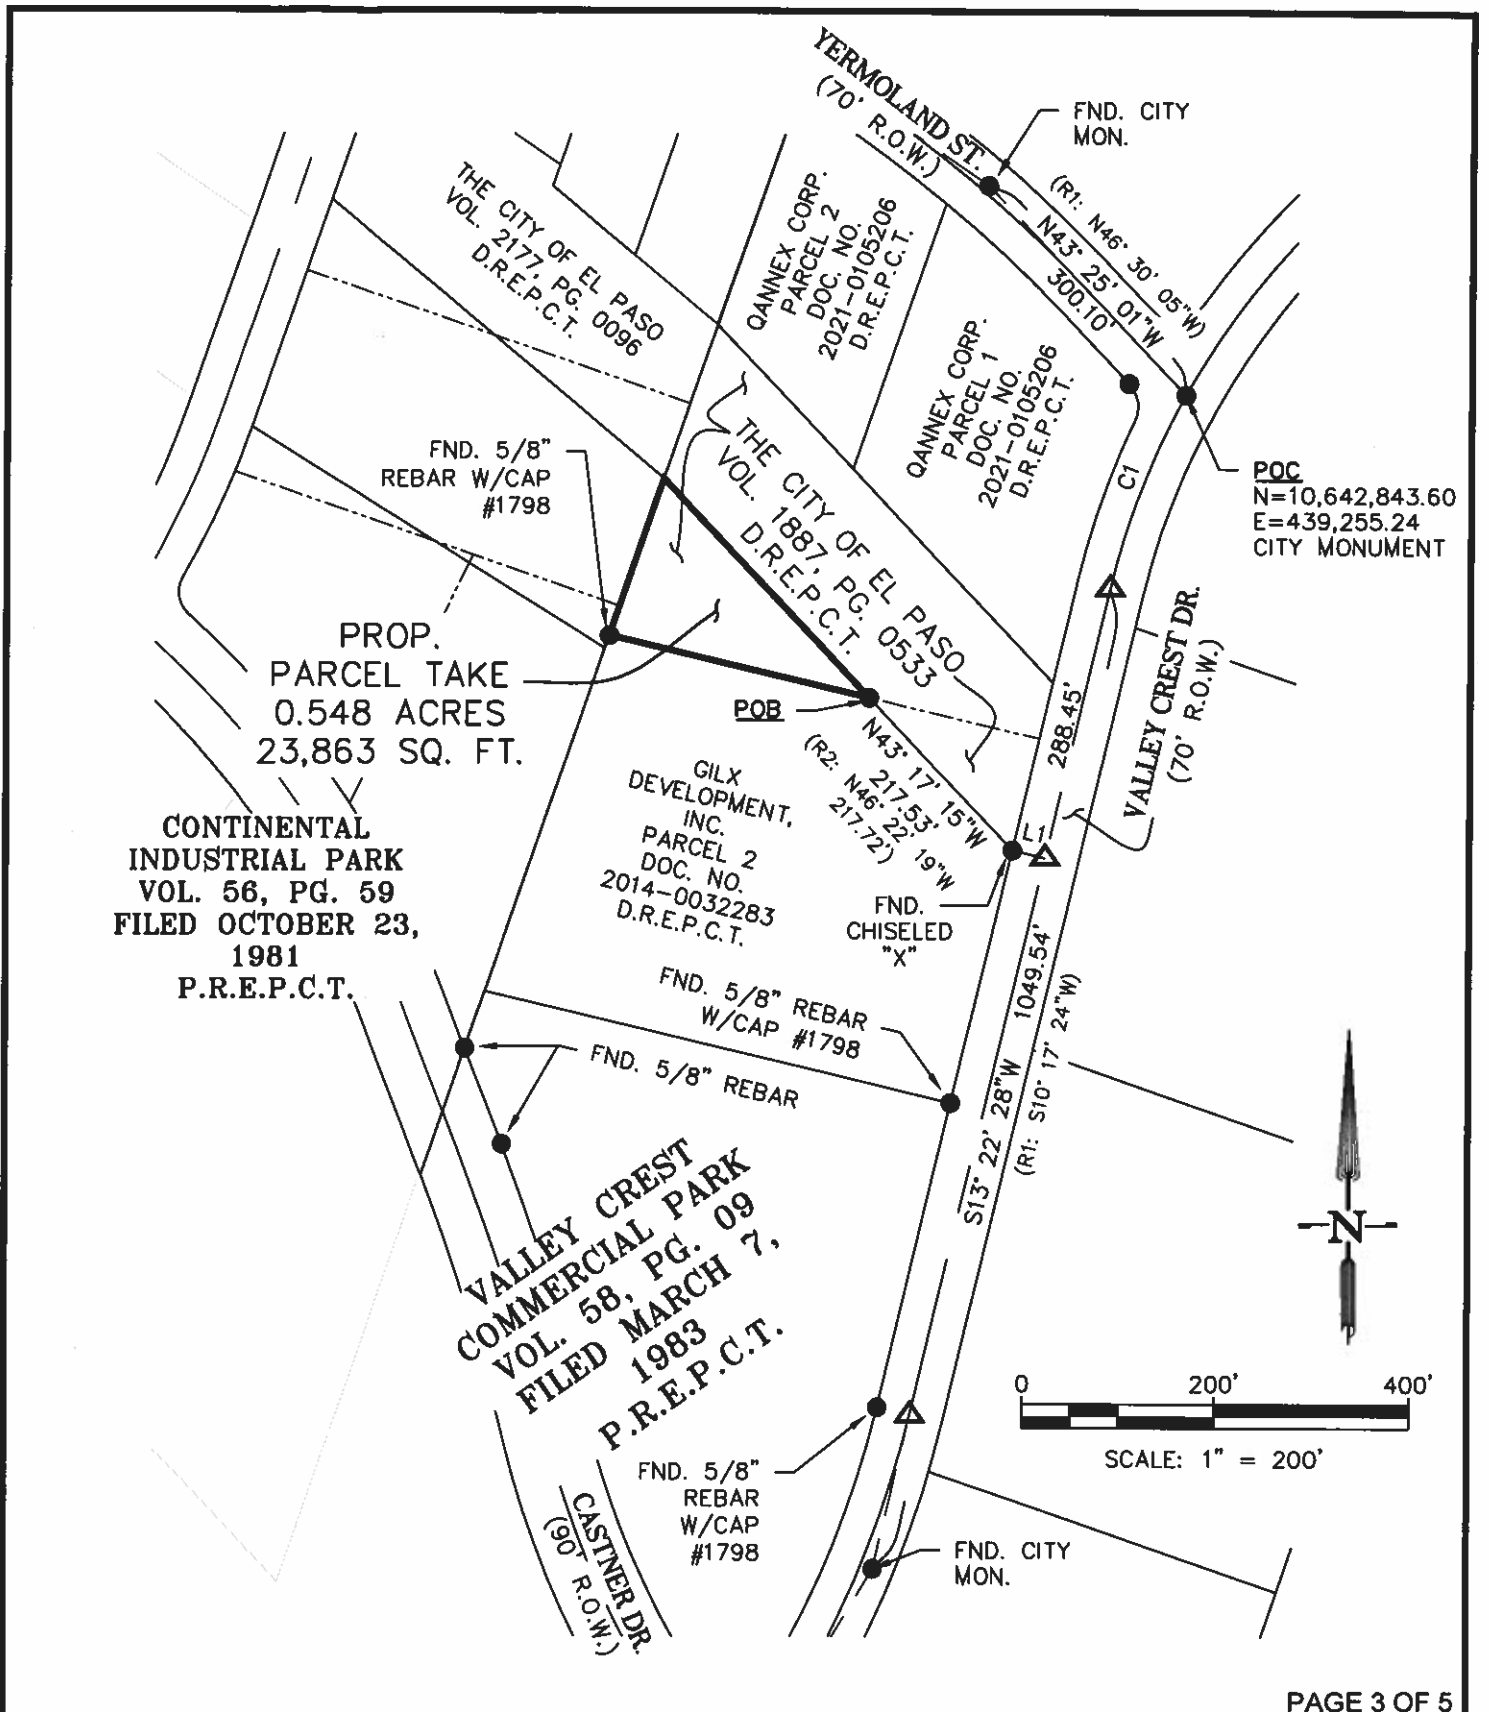 YERMOLAND ST.
(70' R.O.W.)
FND. CITY
MON.
(R1: N46° 30' 05"W)
N43° 25' 01"W
300.10'
THE CITY OF EL PASO
VOL. 2177, PG. 0096
D.R.E.P.C.T.
QANNEX CORP.
PARCEL 2
DOC. NO.
2021-0105206
D.R.E.P.C.T.
QANNEX CORP.
PARCEL 1
DOC. NO.
2021-0105206
D.R.E.P.C.T.
C1
POC
N=10,642,843.60
E=439,255.24
CITY MONUMENT
FND. 5/8"
REBAR W/CAP
#1798
THE CITY OF EL PASO
VOL. 1887, PG. 0533
D.R.E.P.C.T.
PROP.
PARCEL TAKE
0.548 ACRES
23,863 SQ. FT.
POB
N43° 17' 15"W
217.53'
(R2: N46° 22' 19"W
217.72')
288.45'
VALLEY CREST DR.
(70' R.O.W.)
L1
GILX
DEVELOPMENT,
INC.
PARCEL 2
DOC. NO.
2014-0032283
D.R.E.P.C.T.
CONTINENTAL
INDUSTRIAL PARK
VOL. 56, PG. 59
FILED OCTOBER 23,
1981
P.R.E.P.C.T.
FND.
CHISELED
"X"
FND. 5/8" REBAR
W/CAP #1798
FND. 5/8" REBAR
S13° 22' 28"W 1049.54'
(R1: S10° 17' 24"W)
VALLEY CREST
COMMERCIAL PARK
VOL. 58, PG. 09
FILED MARCH 7,
1983
P.R.E.P.C.T.
N
0 200' 400'
SCALE: 1" = 200'
FND. 5/8"
REBAR
W/CAP
#1798
CASTNER DR.
(90' R.O.W.)
FND. CITY
MON.
PAGE 3 OF 5